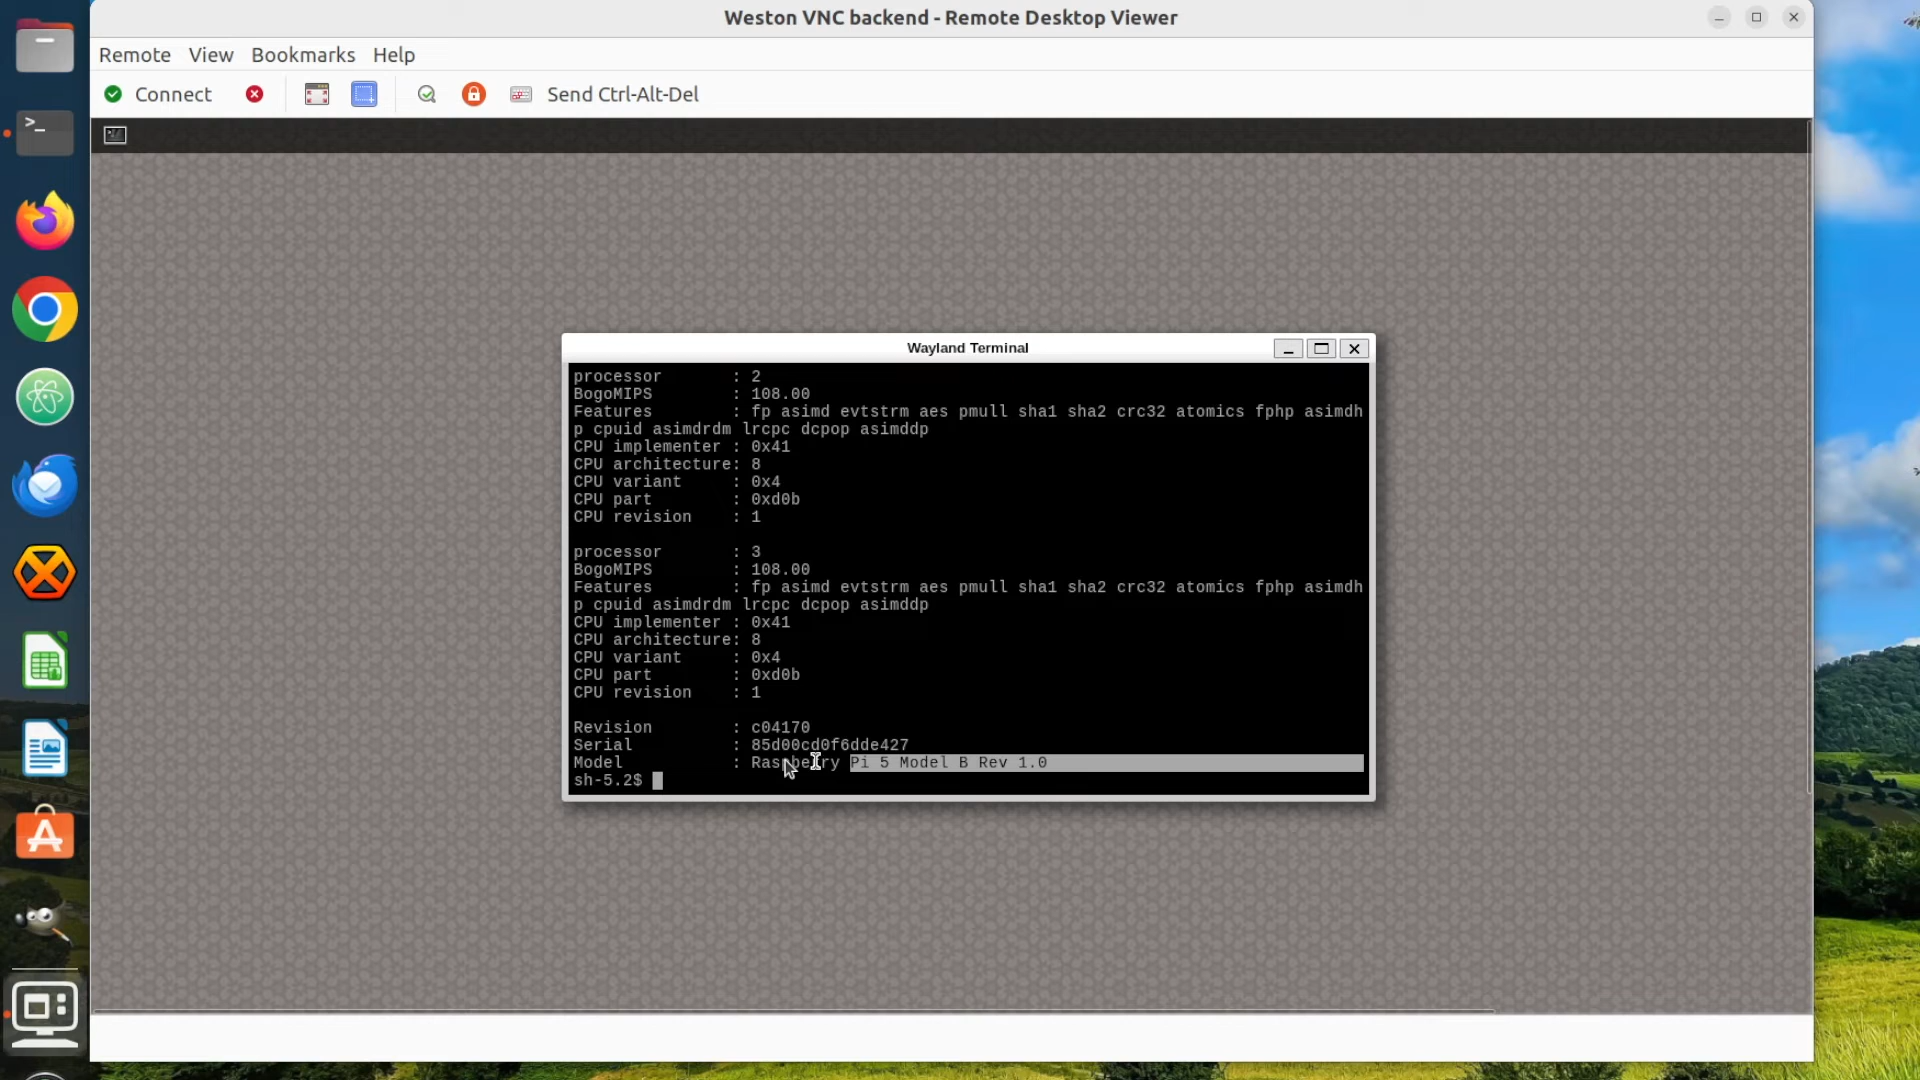 Weston VNC backend - Remote Desktop Viewer
Remote View Bookmarks Help
Connect Send Ctrl-Alt-Del
Wayland Terminal
processor : 2
BogoMIPS : 108.00
Features : fp asimd evtstrm aes pmull sha1 sha2 crc32 atomics fphp asimdh
p cpuid asimdrdm lrcpc dcpop asimddp
CPU implementer : 0x41
CPU architecture: 8
CPU variant : 0x4
CPU part : 0xd0b
CPU revision : 1
processor : 3
BogoMIPS : 108.00
Features : fp asimd evtstrm aes pmull sha1 sha2 crc32 atomics fphp asimdh
p cpuid asimdrdm lrcpc dcpop asimddp
CPU implementer : 0x41
CPU architecture: 8
CPU variant : 0x4
CPU part : 0xd0b
CPU revision : 1
Revision : c04170
Serial : 85d00cd0f6dde427
Model : Raspberry Pi 5 Model B Rev 1.0
sh-5.2$